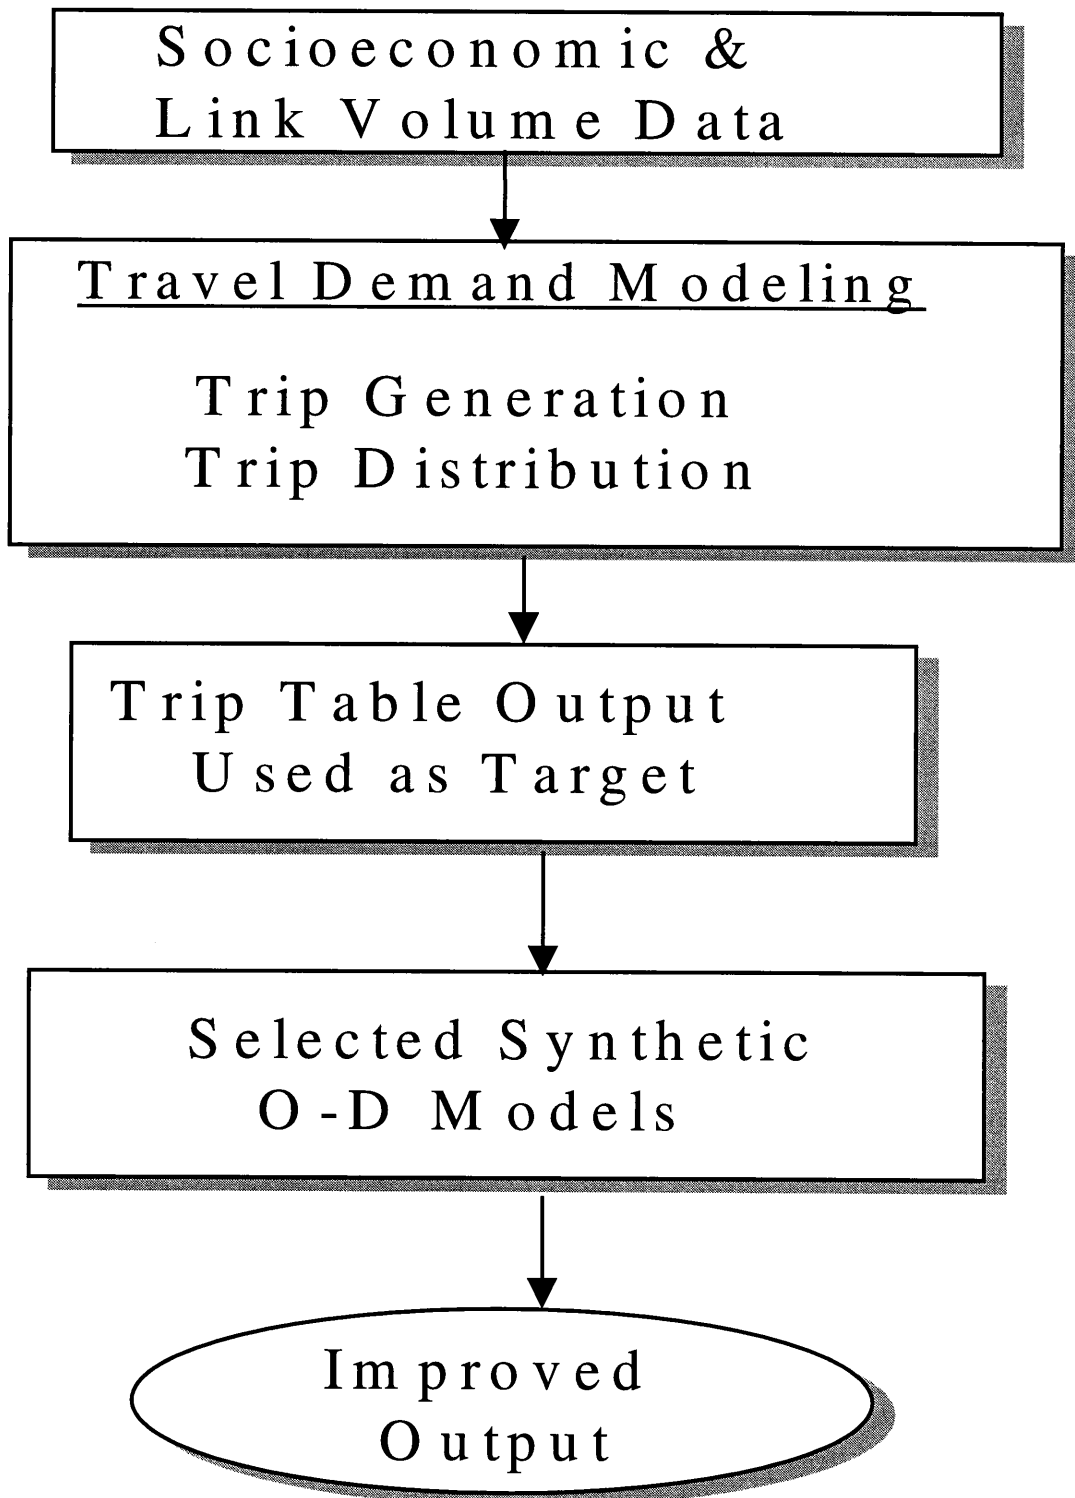 Socioeconomic &
Link Volume Data
Travel Demand Modeling
Trip Generation
Trip Distribution
Trip Table Output
Used as Target
Selected Synthetic
O-D Models
Improved
Output